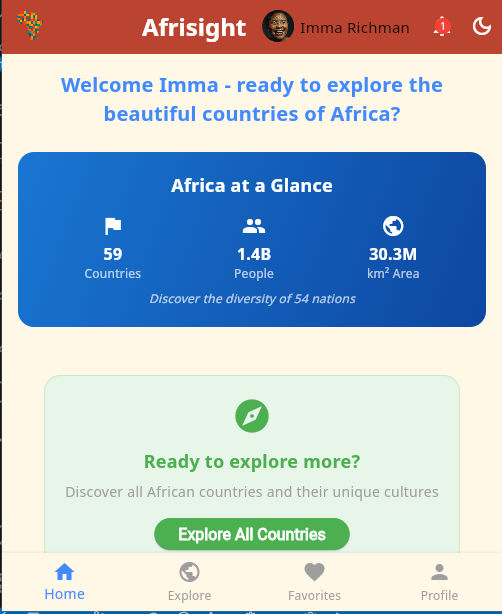 Afrisight
Imma Richman
1
Welcome Imma - ready to explore the
beautiful countries of Africa?
Africa at a Glance
59
Countries
1.4B
People
30.3M
km² Area
Discover the diversity of 54 nations
Ready to explore more?
Discover all African countries and their unique cultures
Explore All Countries
Home
Explore
Favorites
Profile